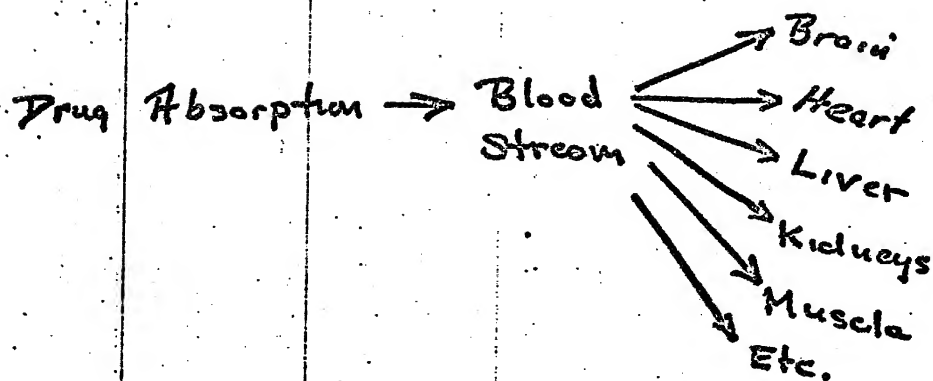 Drug Absorption → Blood Stream
Brain
Heart
Liver
Kidneys
Muscle
Etc.